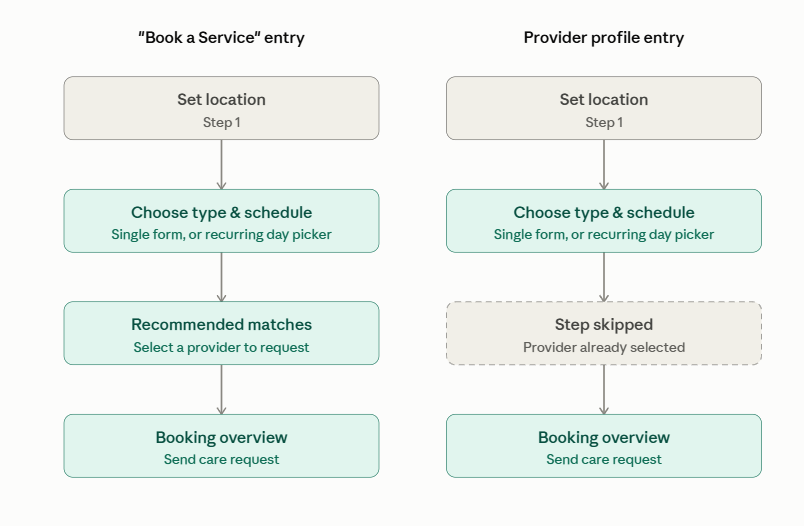 "Book a Service" entry
Set location
Step 1
Choose type & schedule
Single form, or recurring day picker
Recommended matches
Select a provider to request
Booking overview
Send care request
Provider profile entry
Set location
Step 1
Choose type & schedule
Single form, or recurring day picker
Step skipped
Provider already selected
Booking overview
Send care request